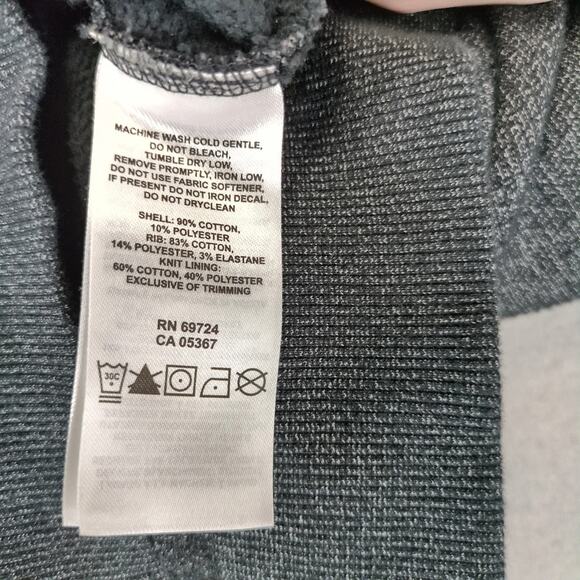 MACHINE WASH COLD GENTLE,
DO NOT BLEACH,
TUMBLE DRY LOW,
REMOVE PROMPTLY, IRON LOW,
DO NOT USE FABRIC SOFTENER,
IF PRESENT DO NOT IRON DECAL,
DO NOT DRYCLEAN
SHELL: 90% COTTON,
10% POLYESTER
RIB: 83% COTTON,
14% POLYESTER, 3% ELASTANE
KNIT LINING:
60% COTTON, 40% POLYESTER
EXCLUSIVE OF TRIMMING
RN 69724
CA 05367
30C